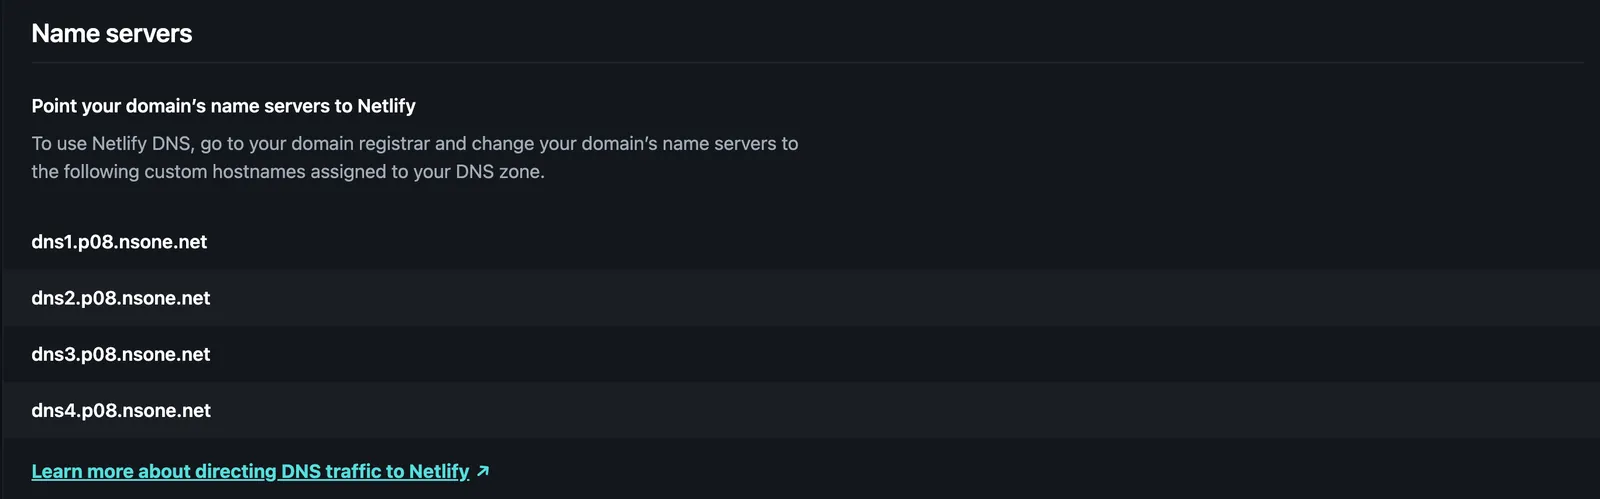 Name servers
Point your domain’s name servers to Netlify
To use Netlify DNS, go to your domain registrar and change your domain’s name servers to
the following custom hostnames assigned to your DNS zone.
dns1.p08.nsone.net
dns2.p08.nsone.net
dns3.p08.nsone.net
dns4.p08.nsone.net
Learn more about directing DNS traffic to Netlify ↗